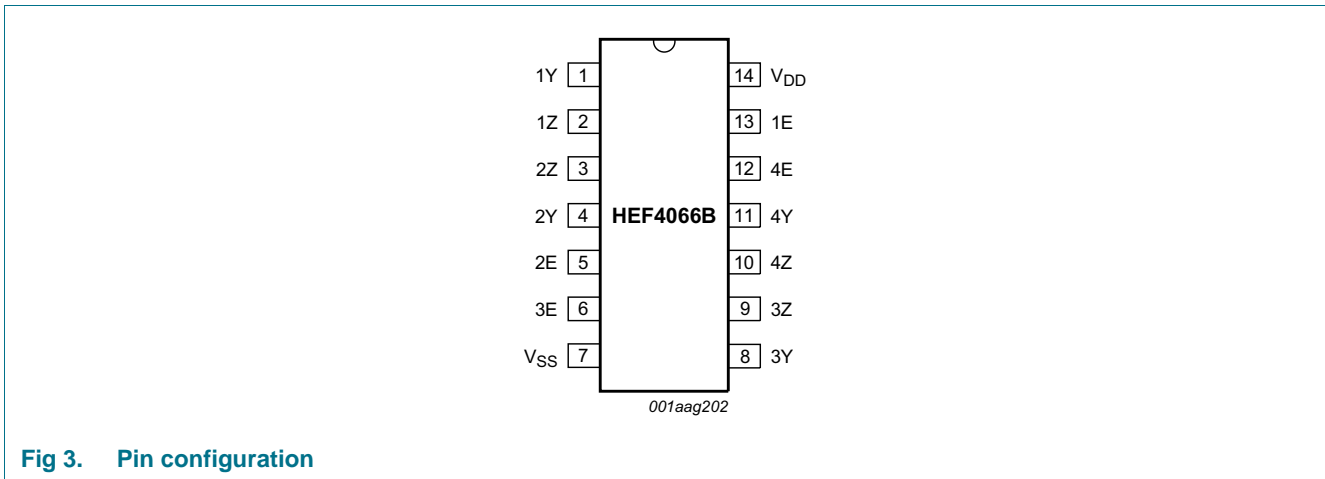 1Y 1 14 VDD
1Z 2 13 1E
2Z 3 12 4E
2Y 4 HEF4066B 11 4Y
2E 5 10 4Z
3E 6 9 3Z
VSS 7 8 3Y
001aag202
Fig 3. Pin configuration